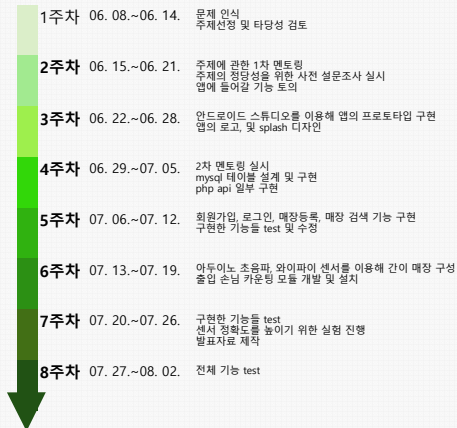 1주차 06. 08.~06. 14. 문제 인식
주제선정 및 타당성 검토
2주차 06. 15.~06. 21. 주제에 관한 1차 멘토링
주제의 정당성을 위한 사전 설문조사 실시
앱에 들어갈 기능 토의
3주차 06. 22.~06. 28. 안드로이드 스튜디오를 이용해 앱의 프로토타입 구현
앱의 로고, 및 splash 디자인
4주차 06. 29.~07. 05. 2차 멘토링 실시
mysql 테이블 설계 및 구현
php api 일부 구현
5주차 07. 06.~07. 12. 회원가입, 로그인, 매장등록, 매장 검색 기능 구현
구현한 기능들 test 및 수정
6주차 07. 13.~07. 19. 아두이노 초음파, 와이파이 센서를 이용해 간이 매장 구성
출입 손님 카운팅 모듈 개발 및 설치
7주차 07. 20.~07. 26. 구현한 기능들 test
센서 정확도를 높이기 위한 실험 진행
발표자료 제작
8주차 07. 27.~08. 02. 전체 기능 test